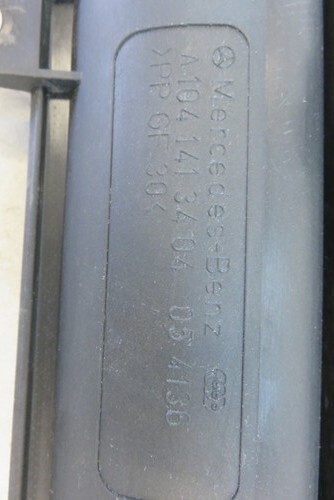 Mercedes-Benz
A 104 141 34 04 05 4136
>PP GF 30<